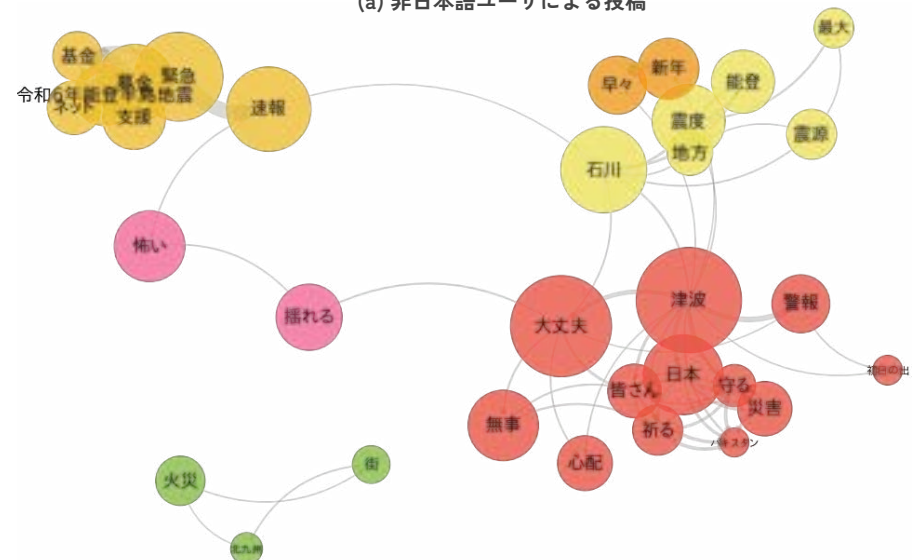 (a) 非日本語ユーザによる投稿
基金
緊急
募金
令和6年能登半島地震
ネット
支援
速報
怖い
揺れる
最大
新年
早々
能登
震度
震源
地方
石川
津波
警報
大丈夫
初日の出
日本
皆さん
守る
災害
無事
祈る
パキスタン
心配
火災
街
北九州